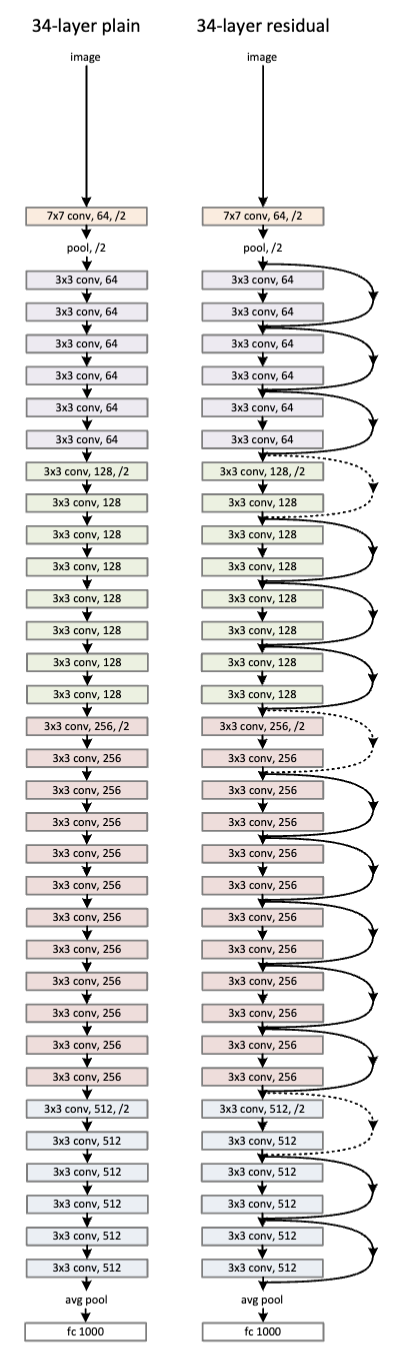 34-layer plain
image
7x7 conv, 64, /2
pool, /2
3x3 conv, 64
3x3 conv, 64
3x3 conv, 64
3x3 conv, 64
3x3 conv, 64
3x3 conv, 64
3x3 conv, 128, /2
3x3 conv, 128
3x3 conv, 128
3x3 conv, 128
3x3 conv, 128
3x3 conv, 128
3x3 conv, 128
3x3 conv, 128
3x3 conv, 256, /2
3x3 conv, 256
3x3 conv, 256
3x3 conv, 256
3x3 conv, 256
3x3 conv, 256
3x3 conv, 256
3x3 conv, 256
3x3 conv, 256
3x3 conv, 256
3x3 conv, 256
3x3 conv, 256
3x3 conv, 512, /2
3x3 conv, 512
3x3 conv, 512
3x3 conv, 512
3x3 conv, 512
3x3 conv, 512
avg pool
fc 1000
34-layer residual
image
7x7 conv, 64, /2
pool, /2
3x3 conv, 64
3x3 conv, 64
3x3 conv, 64
3x3 conv, 64
3x3 conv, 64
3x3 conv, 64
3x3 conv, 128, /2
3x3 conv, 128
3x3 conv, 128
3x3 conv, 128
3x3 conv, 128
3x3 conv, 128
3x3 conv, 128
3x3 conv, 128
3x3 conv, 256, /2
3x3 conv, 256
3x3 conv, 256
3x3 conv, 256
3x3 conv, 256
3x3 conv, 256
3x3 conv, 256
3x3 conv, 256
3x3 conv, 256
3x3 conv, 256
3x3 conv, 256
3x3 conv, 256
3x3 conv, 512, /2
3x3 conv, 512
3x3 conv, 512
3x3 conv, 512
3x3 conv, 512
3x3 conv, 512
avg pool
fc 1000